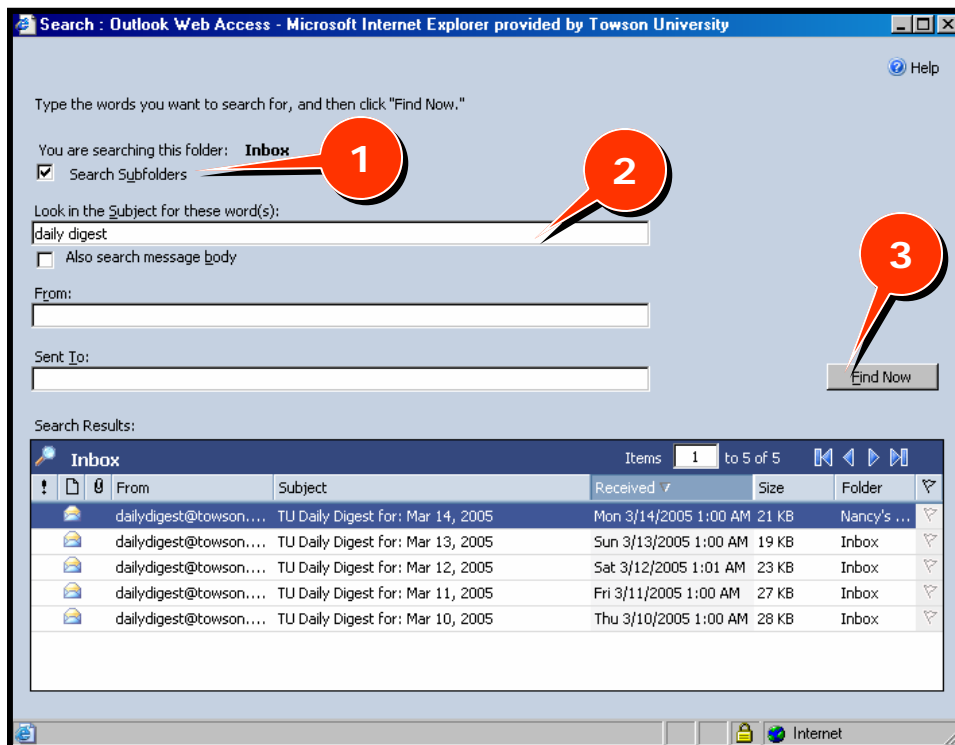 Search : Outlook Web Access - Microsoft Internet Explorer provided by Towson University
Help
Type the words you want to search for, and then click "Find Now."
You are searching this folder: Inbox
1
Search Subfolders
2
Look in the Subject for these word(s):
daily digest
Also search message body
3
From:
Sent To:
Find Now
Search Results:
Inbox Items 1 to 5 of 5
! From Subject Received Size Folder
dailydigest@towson.... TU Daily Digest for: Mar 14, 2005 Mon 3/14/2005 1:00 AM 21 KB Nancy's ...
dailydigest@towson.... TU Daily Digest for: Mar 13, 2005 Sun 3/13/2005 1:00 AM 19 KB Inbox
dailydigest@towson.... TU Daily Digest for: Mar 12, 2005 Sat 3/12/2005 1:01 AM 23 KB Inbox
dailydigest@towson.... TU Daily Digest for: Mar 11, 2005 Fri 3/11/2005 1:00 AM 27 KB Inbox
dailydigest@towson.... TU Daily Digest for: Mar 10, 2005 Thu 3/10/2005 1:00 AM 28 KB Inbox
Internet